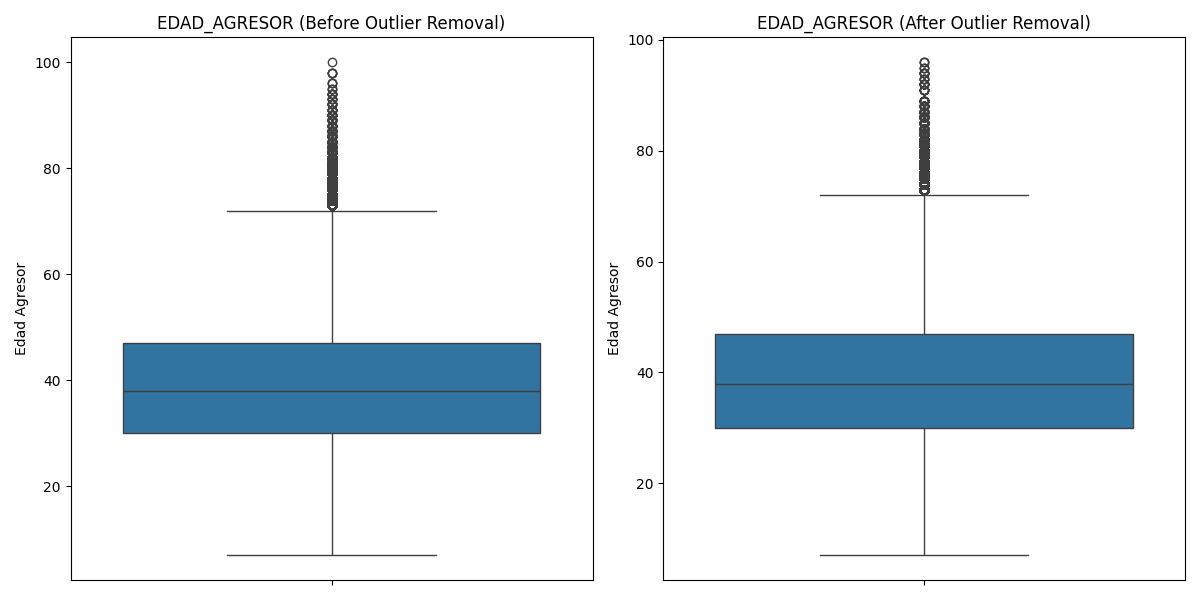 EDAD_AGRESOR (Before Outlier Removal)
100
80
60
40
20
Edad Agresor
EDAD_AGRESOR (After Outlier Removal)
100
80
60
40
20
Edad Agresor